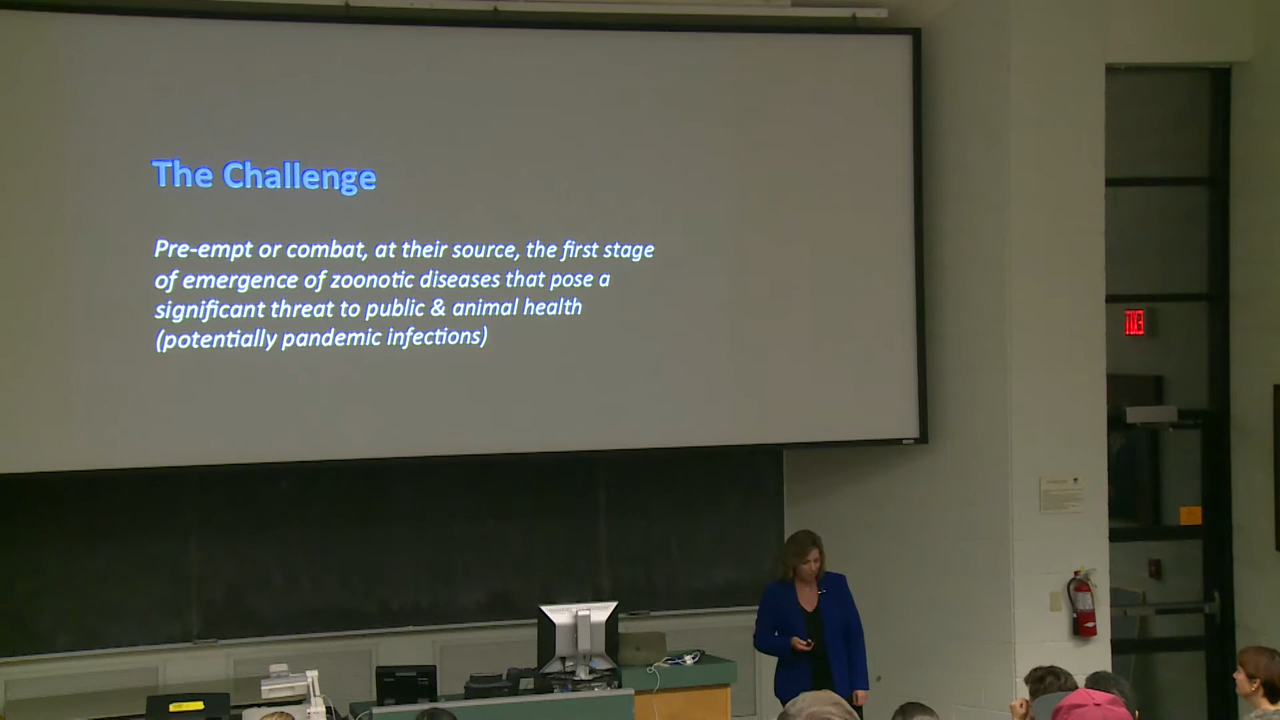 The Challenge
Pre-empt or combat, at their source, the first stage
of emergence of zoonotic diseases that pose a
significant threat to public & animal health
(potentially pandemic infections)